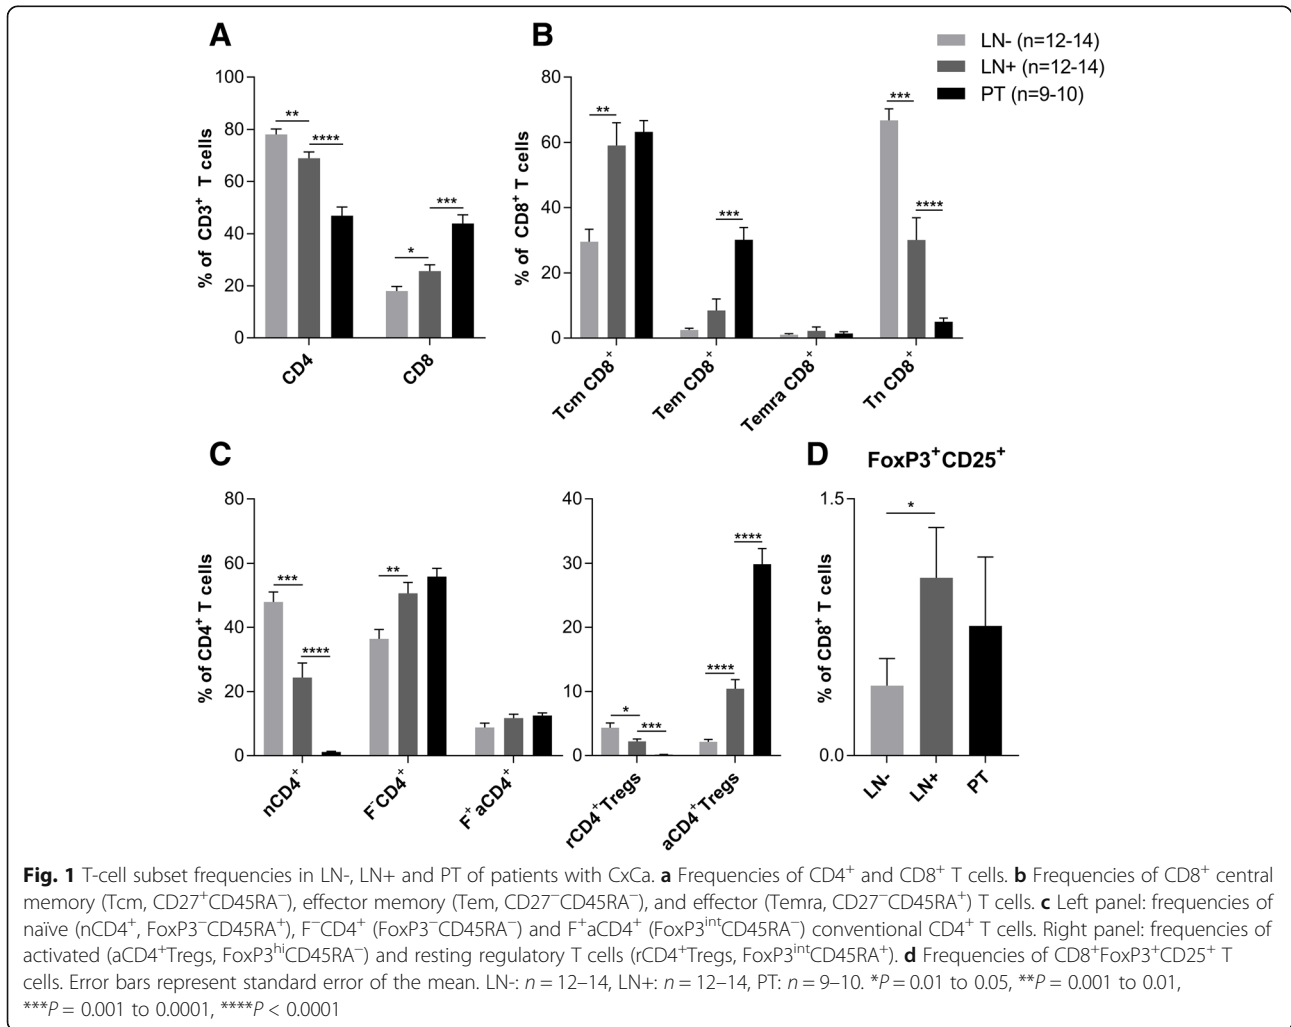 A
B
LN- (n=12-14)
LN+ (n=12-14)
PT (n=9-10)
% of CD3⁺ T cells
100
80
60
40
20
0
**
****
*
***
CD4
CD8
% of CD8⁺ T cells
80
60
40
20
0
**
***
***
****
Tcm CD8⁺
Tem CD8⁺
Temra CD8⁺
Tn CD8⁺
C
% of CD4⁺ T cells
80
60
40
20
0
***
****
**
nCD4⁺
F⁻CD4⁺
F⁺aCD4⁺
40
30
20
10
0
*
***
****
****
rCD4⁺Tregs
aCD4⁺Tregs
D
FoxP3⁺CD25⁺
% of CD8⁺ T cells
1.5
0.0
*
LN-
LN+
PT
Fig. 1 T-cell subset frequencies in LN-, LN+ and PT of patients with CxCa. a Frequencies of CD4⁺ and CD8⁺ T cells. b Frequencies of CD8⁺ central
memory (Tcm, CD27⁺CD45RA⁻), effector memory (Tem, CD27⁻CD45RA⁻), and effector (Temra, CD27⁻CD45RA⁺) T cells. c Left panel: frequencies of
naïve (nCD4⁺, FoxP3⁻CD45RA⁺), F⁻CD4⁺ (FoxP3⁻CD45RA⁻) and F⁺aCD4⁺ (FoxP3ⁱⁿᵗCD45RA⁻) conventional CD4⁺ T cells. Right panel: frequencies of
activated (aCD4⁺Tregs, FoxP3ʰⁱCD45RA⁻) and resting regulatory T cells (rCD4⁺Tregs, FoxP3ⁱⁿᵗCD45RA⁺). d Frequencies of CD8⁺FoxP3⁺CD25⁺ T
cells. Error bars represent standard error of the mean. LN-: n = 12–14, LN+: n = 12–14, PT: n = 9–10. *P = 0.01 to 0.05, **P = 0.001 to 0.01,
***P = 0.001 to 0.0001, ****P < 0.0001